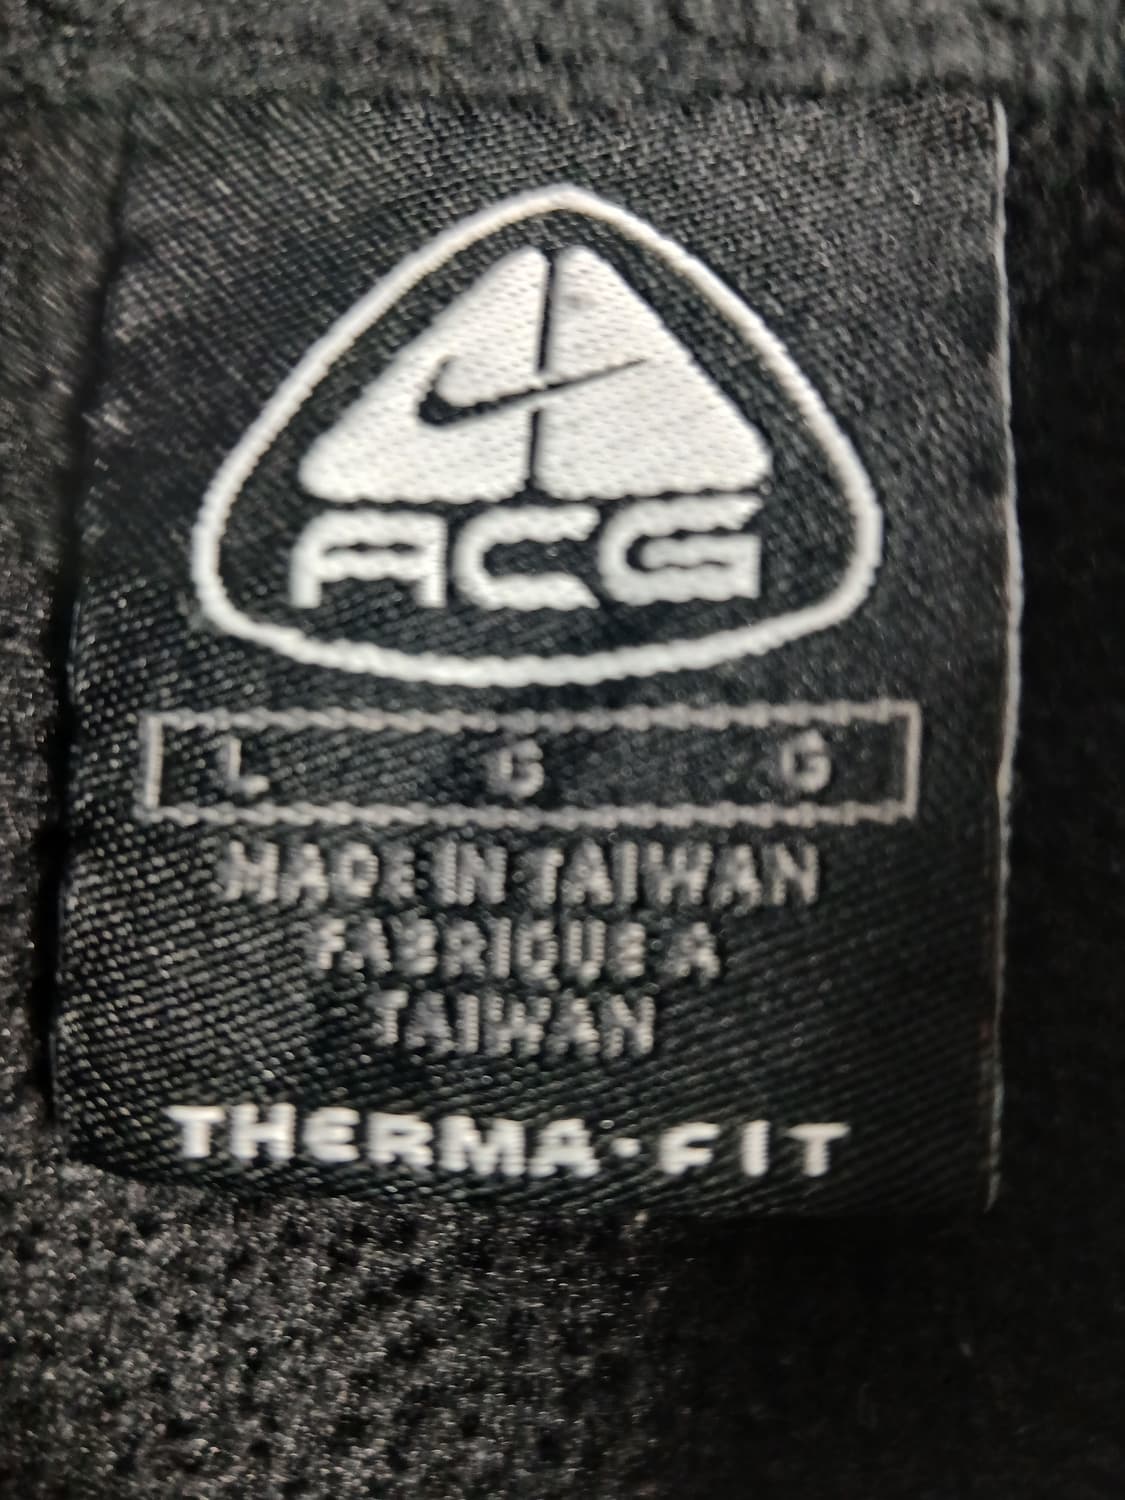 ACG
L G G
MADE IN TAIWAN
FABRIQUE A
TAIWAN
THERMA·FIT